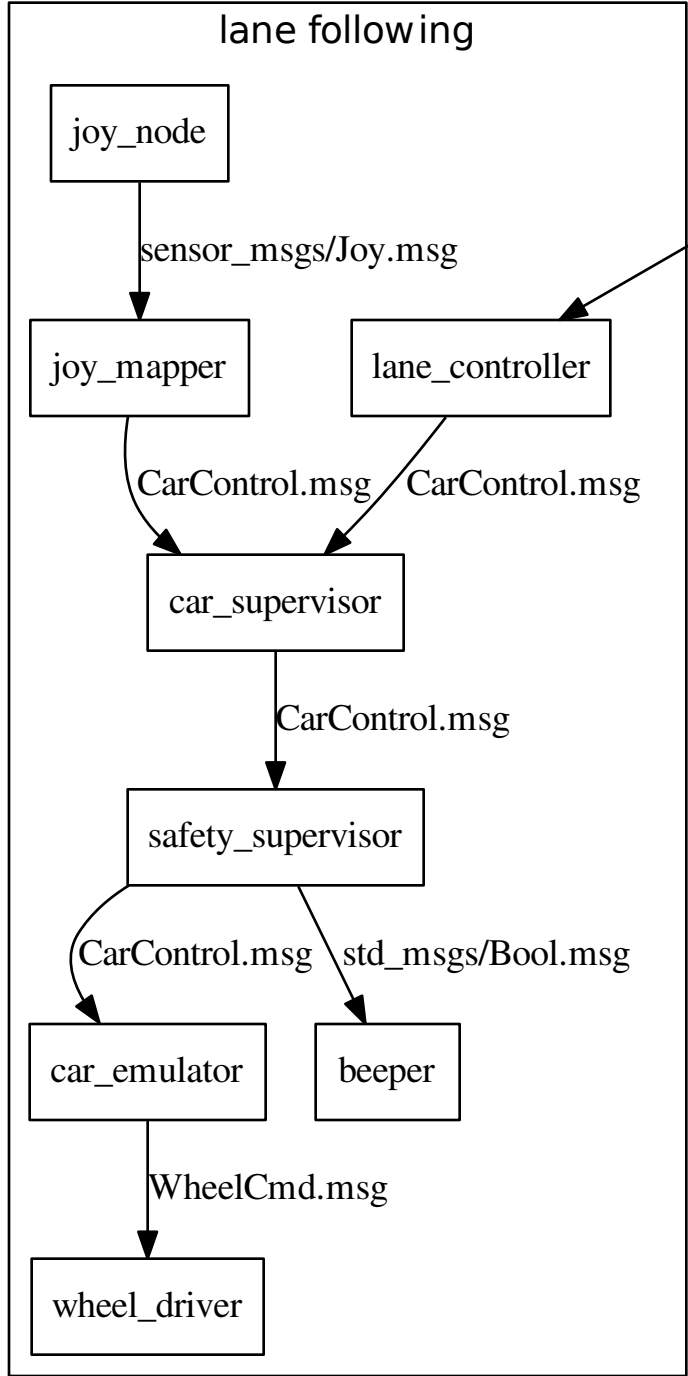 lane following
joy_node
sensor_msgs/Joy.msg
joy_mapper
lane_controller
CarControl.msg
CarControl.msg
car_supervisor
CarControl.msg
safety_supervisor
CarControl.msg
std_msgs/Bool.msg
car_emulator
beeper
WheelCmd.msg
wheel_driver